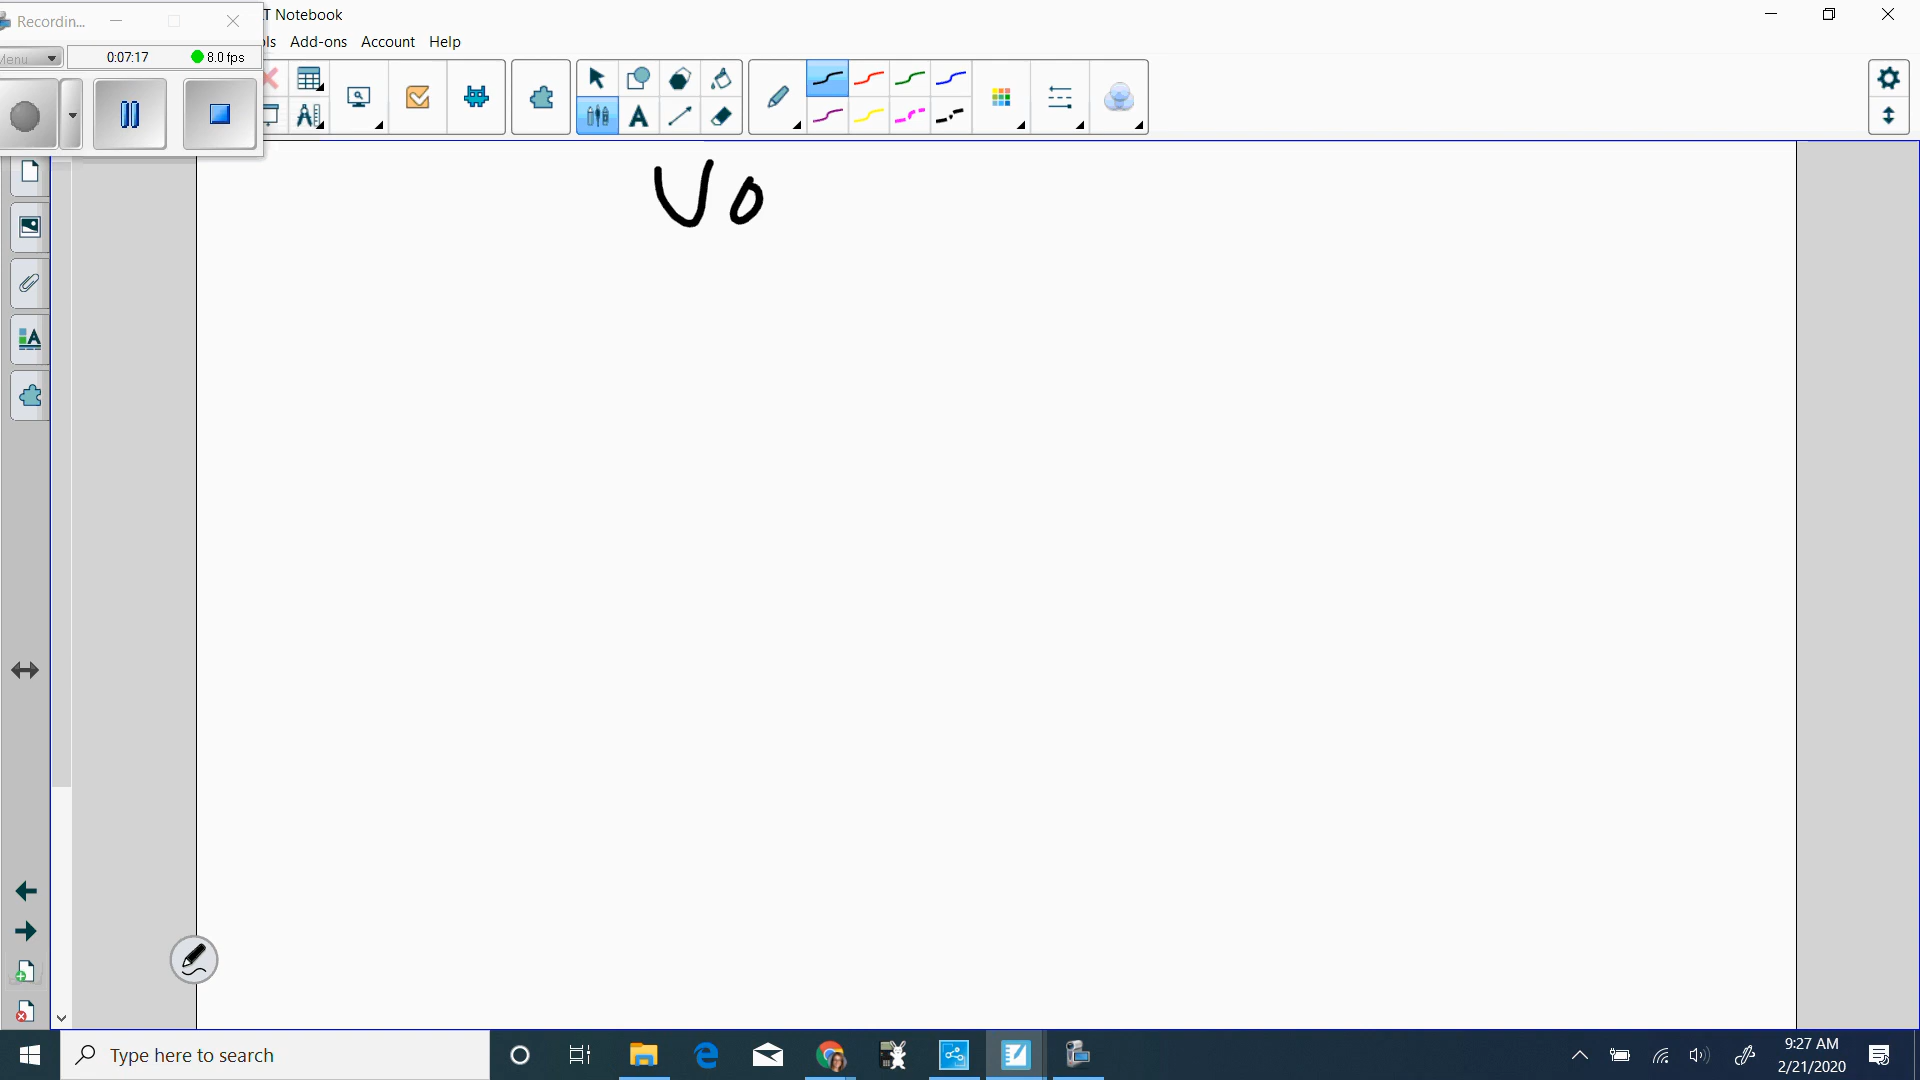 Recordin...
T Notebook
Menu
0:07:17
8.0 fps
ls Add-ons Account Help
Vo
Type here to search
9:27 AM
2/21/2020